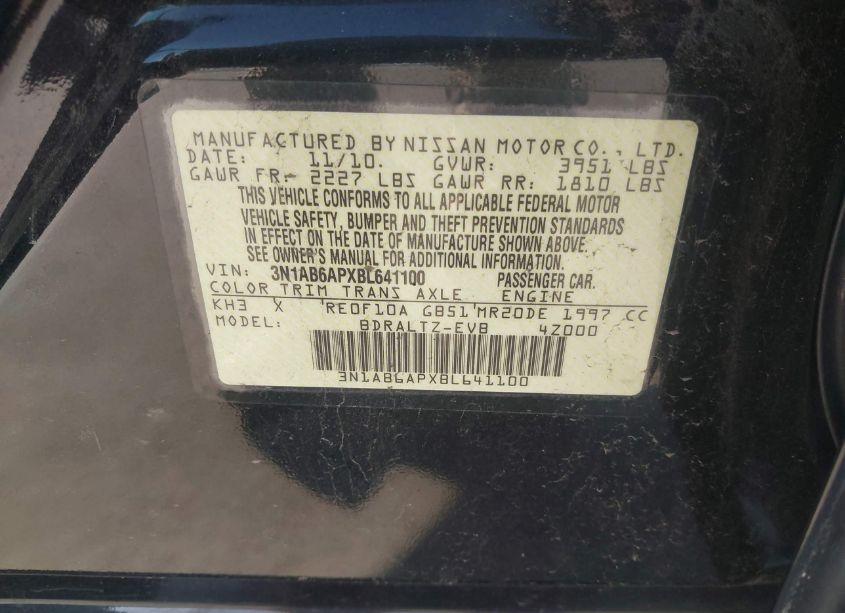 MANUFACTURED BY NISSAN MOTOR CO., LTD.
DATE: 11/10. GVWR: 3951 LBS
GAWR FR: 2227 LBS GAWR RR: 1810 LBS
THIS VEHICLE CONFORMS TO ALL APPLICABLE FEDERAL MOTOR
VEHICLE SAFETY, BUMPER AND THEFT PREVENTION STANDARDS
IN EFFECT ON THE DATE OF MANUFACTURE SHOWN ABOVE.
SEE OWNER'S MANUAL FOR ADDITIONAL INFORMATION.
VIN: 3N1AB6APXBL641100 PASSENGER CAR.
COLOR TRIM TRANS AXLE ENGINE
KH3 X RE0F10A GB51 MR20DE 1997 CC
MODEL: BDRALTZ-EVB 4Z000
3N1AB6APXBL641100